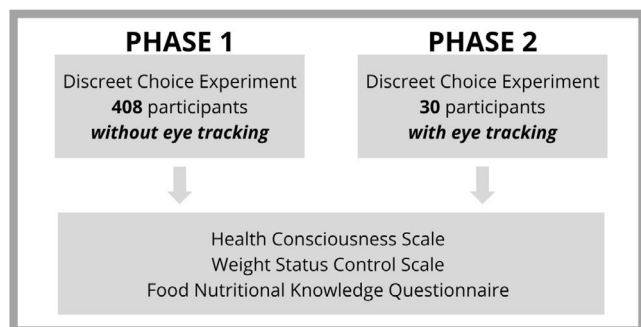 PHASE 1
Discreet Choice Experiment
408 participants
without eye tracking
PHASE 2
Discreet Choice Experiment
30 participants
with eye tracking
Health Consciousness Scale
Weight Status Control Scale
Food Nutritional Knowledge Questionnaire